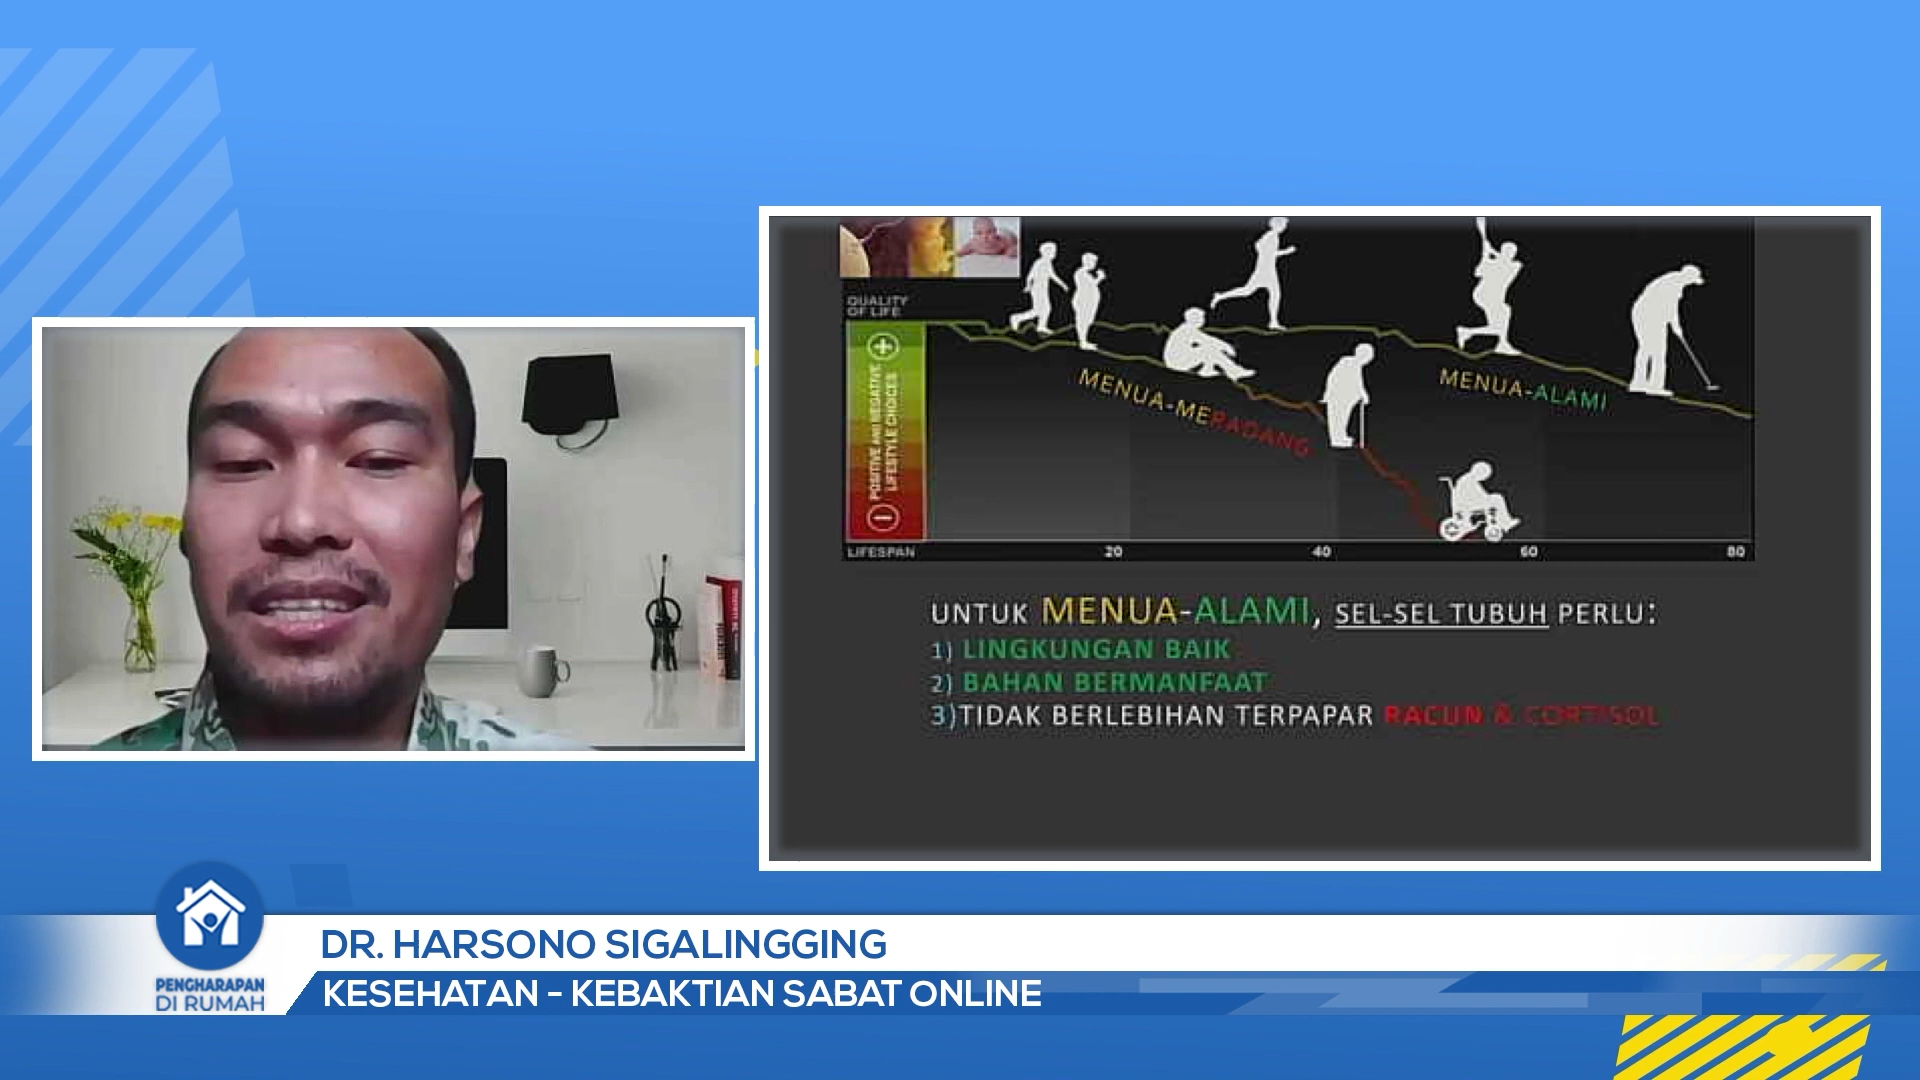 QUALITY
OF LIFE
POSITIVE AND NEGATIVE
LIFESTYLE CHOICES
MENUA-MERADANG
MENUA-ALAMI
LIFESPAN
20
40
60
80
UNTUK MENUA-ALAMI, SEL-SEL TUBUH PERLU:
1) LINGKUNGAN BAIK
2) BAHAN BERMANFAAT
3)TIDAK BERLEBIHAN TERPAPAR RACUN & CORTISOL
DR. HARSONO SIGALINGGING
KESEHATAN - KEBAKTIAN SABAT ONLINE
PENGHARAPAN
DI RUMAH